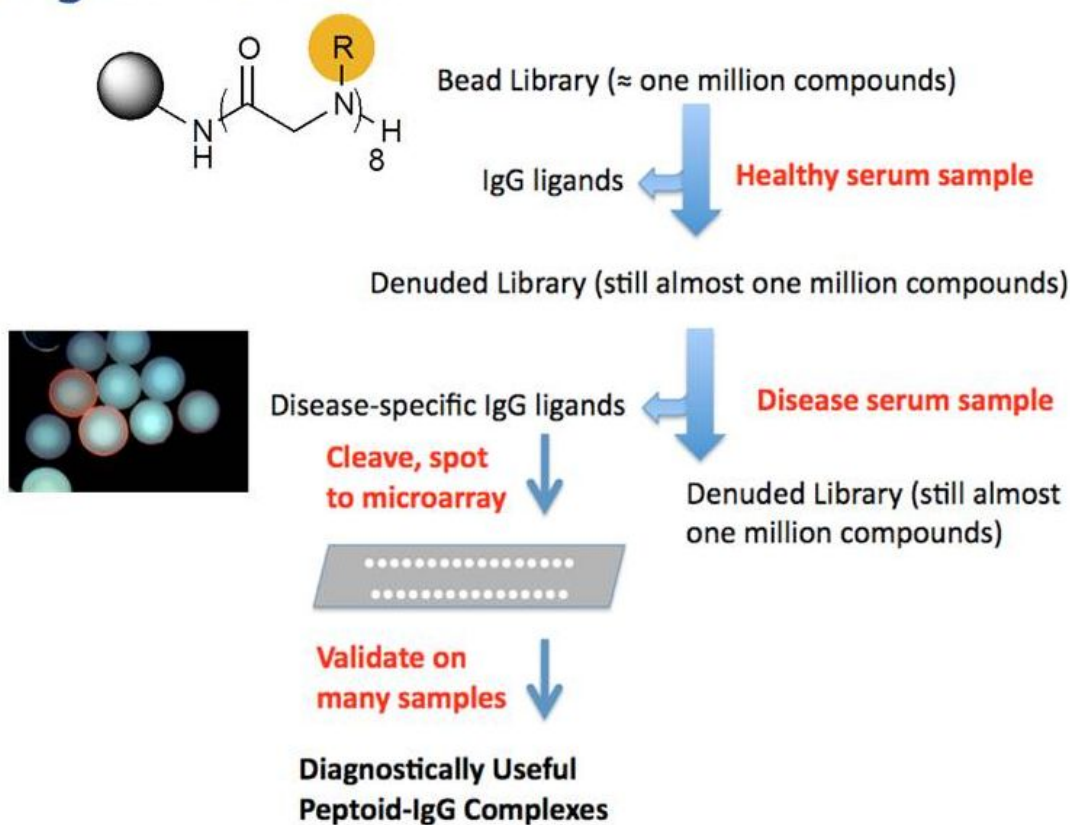 O
R
N
H
N
H
8
Bead Library (≈ one million compounds)
IgG ligands
Healthy serum sample
Denuded Library (still almost one million compounds)
Disease-specific IgG ligands
Disease serum sample
Cleave, spot
to microarray
Denuded Library (still almost
one million compounds)
Validate on
many samples
Diagnostically Useful
Peptoid-IgG Complexes